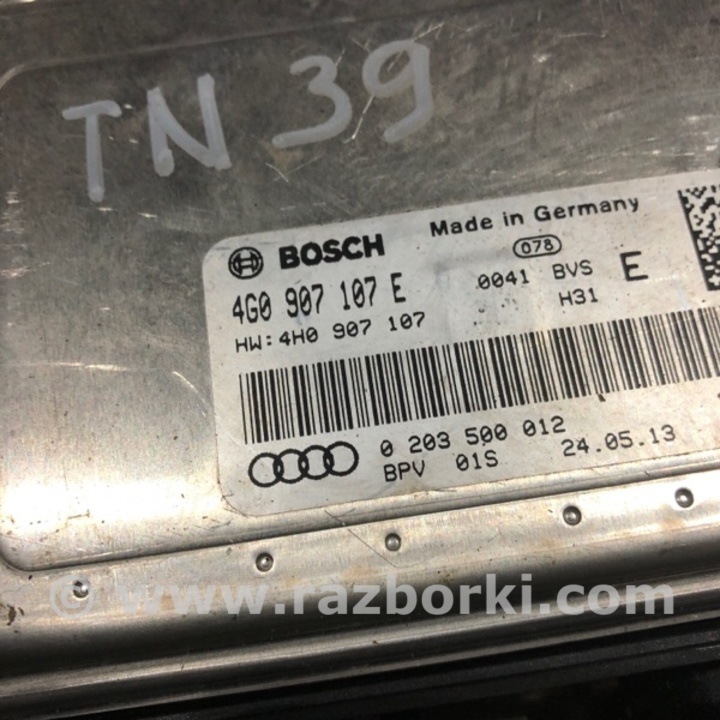 TN 39
BOSCH Made in Germany
078
4G0 907 107 E 0041 BVS E
HW:4H0 907 107 H31
0 203 500 012
BPV 01S 24.05.13
© www.razborki.com